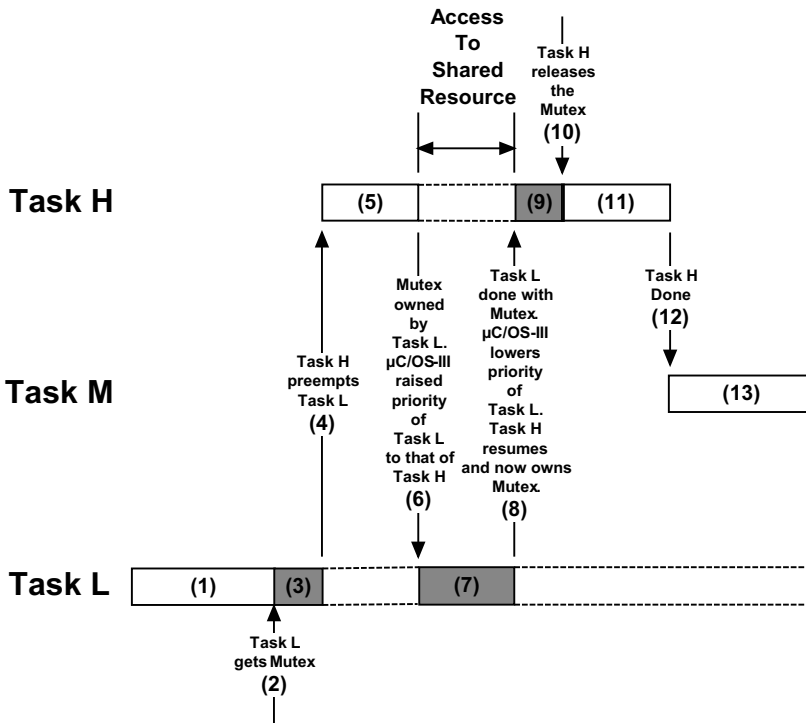 Access
To
Shared
Resource
Task H
releases
the
Mutex
(10)
Task H
(5)
(9)
(11)
Mutex
owned
by
Task L.
µC/OS-III
raised
priority
of
Task L
to that of
Task H
(6)
Task L
done with
Mutex.
µC/OS-III
lowers
priority
of
Task L.
Task H
resumes
and now owns
Mutex.
(8)
Task H
Done
(12)
Task H
preempts
Task L
(4)
Task M
(13)
Task L
(1)
(3)
(7)
Task L
gets Mutex
(2)